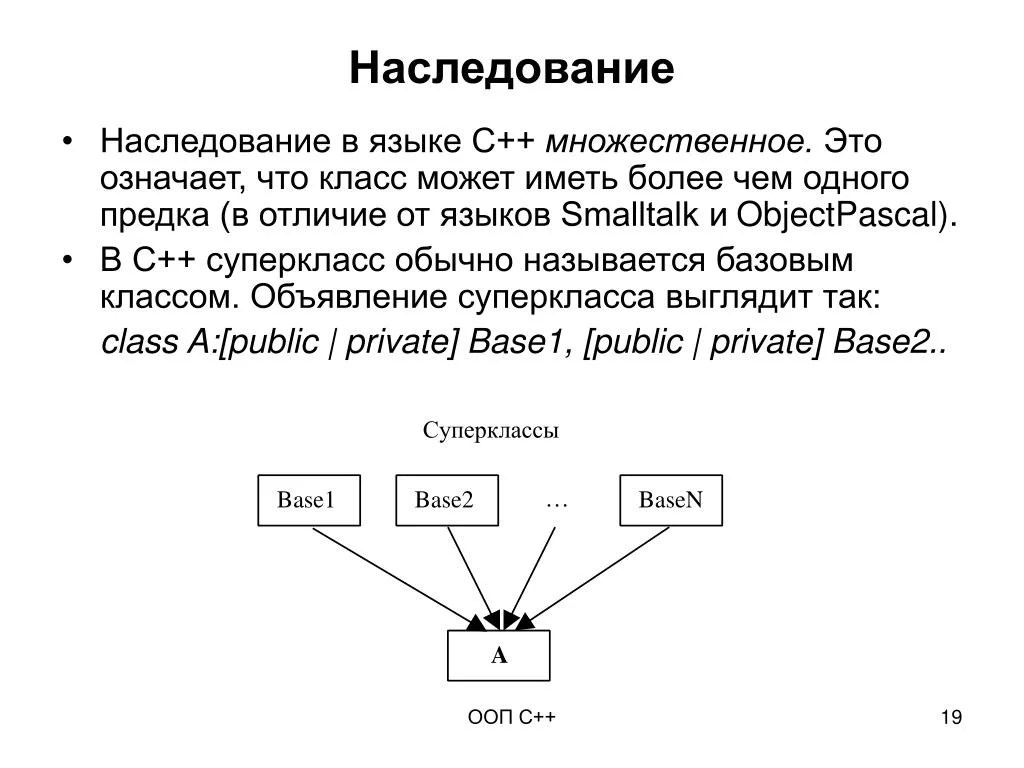 Наследование
• Наследование в языке С++ множественное. Это
означает, что класс может иметь более чем одного
предка (в отличие от языков Smalltalk и ObjectPascal).
• В С++ суперкласс обычно называется базовым
классом. Объявление суперкласса выглядит так:
class A:[public | private] Base1, [public | private] Base2..
Суперклассы
Base1 Base2 … BaseN
A
ООП С++ 19